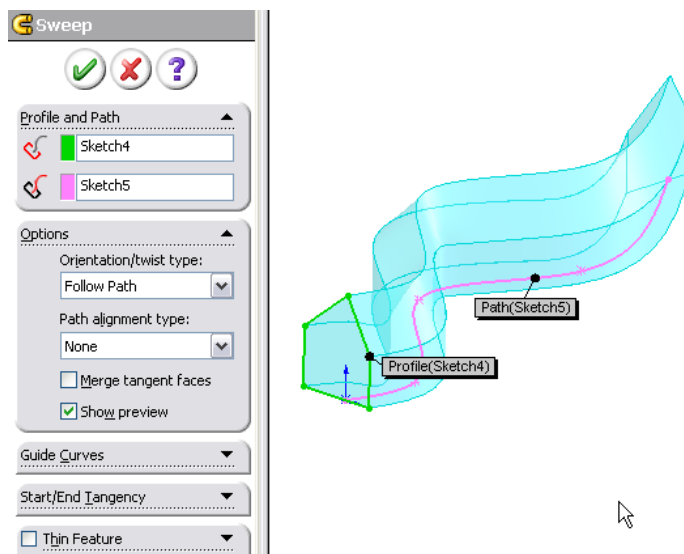 Sweep
?
Profile and Path
Sketch4
Sketch5
Options
Orientation/twist type:
Follow Path
Path alignment type:
None
Merge tangent faces
Show preview
Guide Curves
Start/End Tangency
Thin Feature
Path(Sketch5)
Profile(Sketch4)